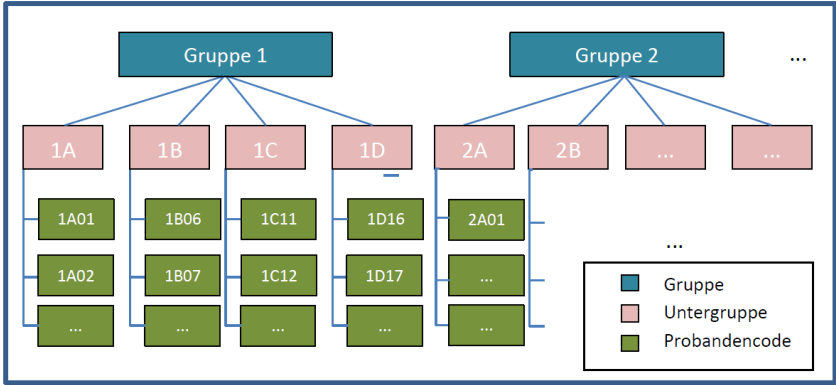 Gruppe 1
Gruppe 2
...
1A
1B
1C
1D
2A
2B
...
...
1A01
1B06
1C11
1D16
2A01
...
1A02
1B07
1C12
1D17
...
...
...
...
...
...
Gruppe
Untergruppe
Probandencode